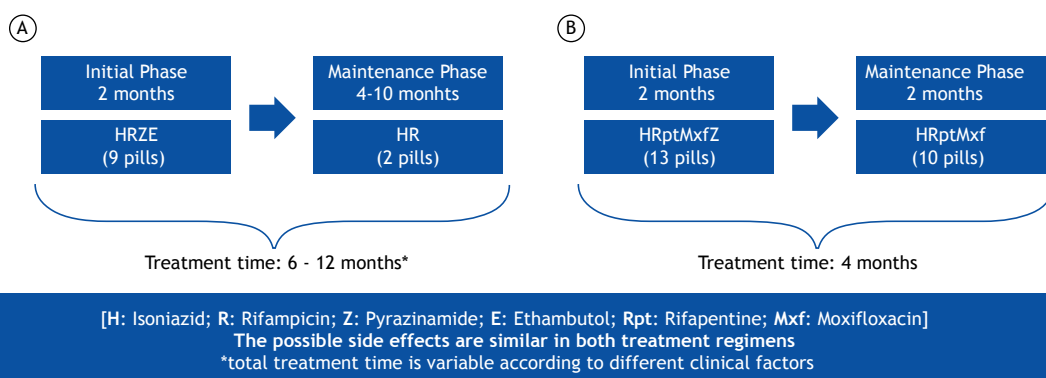 A
Initial Phase
2 months
Maintenance Phase
4-10 monhts
HRZE
(9 pills)
HR
(2 pills)
Treatment time: 6 - 12 months*
B
Initial Phase
2 months
Maintenance Phase
2 months
HRptMxfZ
(13 pills)
HRptMxf
(10 pills)
Treatment time: 4 months
[H: Isoniazid; R: Rifampicin; Z: Pyrazinamide; E: Ethambutol; Rpt: Rifapentine; Mxf: Moxifloxacin]
The possible side effects are similar in both treatment regimens
*total treatment time is variable according to different clinical factors